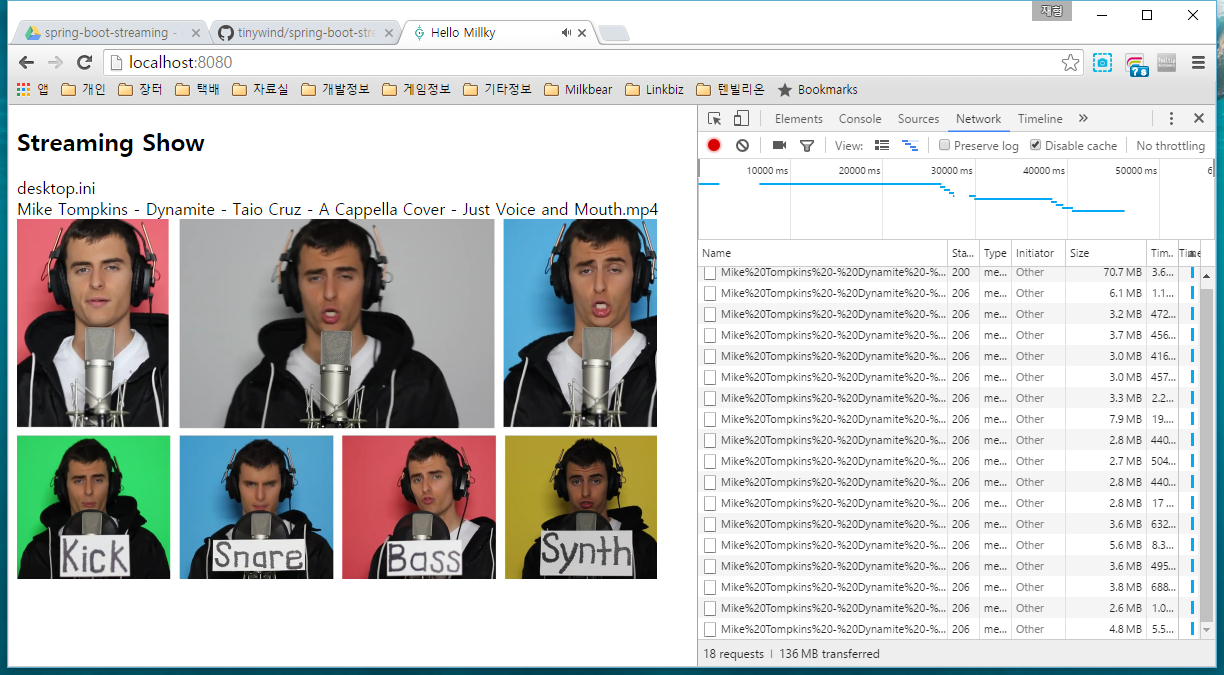 재형
spring-boot-streaming -
tinywind/spring-boot-stre
Hello Millky
localhost:8080
앱 개인 장터 택배 자료실 개발정보 게임정보 기타정보 Milkbear Linkbiz 텐빌리온 Bookmarks
Streaming Show
desktop.ini
Mike Tompkins - Dynamite - Taio Cruz - A Cappella Cover - Just Voice and Mouth.mp4
Kick Snare Bass Synth
Elements Console Sources Network Timeline »
View: Preserve log Disable cache No throttling
10000 ms 20000 ms 30000 ms 40000 ms 50000 ms 6
Name Sta... Type Initiator Size Tim... Time
Mike%20Tompkins%20-%20Dynamite%20-%... 200 me... Other 70.7 MB 3.6...
Mike%20Tompkins%20-%20Dynamite%20-%... 206 me... Other 6.1 MB 1.1...
Mike%20Tompkins%20-%20Dynamite%20-%... 206 me... Other 3.2 MB 472...
Mike%20Tompkins%20-%20Dynamite%20-%... 206 me... Other 3.7 MB 456...
Mike%20Tompkins%20-%20Dynamite%20-%... 206 me... Other 3.0 MB 416...
Mike%20Tompkins%20-%20Dynamite%20-%... 206 me... Other 3.0 MB 457...
Mike%20Tompkins%20-%20Dynamite%20-%... 206 me... Other 3.3 MB 2.2...
Mike%20Tompkins%20-%20Dynamite%20-%... 206 me... Other 7.9 MB 19....
Mike%20Tompkins%20-%20Dynamite%20-%... 206 me... Other 2.8 MB 440...
Mike%20Tompkins%20-%20Dynamite%20-%... 206 me... Other 2.7 MB 504...
Mike%20Tompkins%20-%20Dynamite%20-%... 206 me... Other 2.8 MB 440...
Mike%20Tompkins%20-%20Dynamite%20-%... 206 me... Other 2.8 MB 17 ...
Mike%20Tompkins%20-%20Dynamite%20-%... 206 me... Other 3.6 MB 632...
Mike%20Tompkins%20-%20Dynamite%20-%... 206 me... Other 5.6 MB 8.3...
Mike%20Tompkins%20-%20Dynamite%20-%... 206 me... Other 3.6 MB 495...
Mike%20Tompkins%20-%20Dynamite%20-%... 206 me... Other 3.8 MB 688...
Mike%20Tompkins%20-%20Dynamite%20-%... 206 me... Other 2.6 MB 1.0...
Mike%20Tompkins%20-%20Dynamite%20-%... 206 me... Other 4.8 MB 5.5...
18 requests | 136 MB transferred